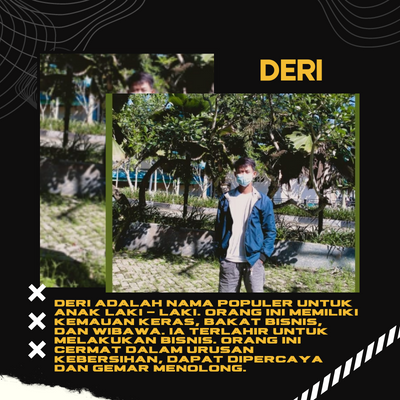 DERI
DERI ADALAH NAMA POPULER UNTUK
ANAK LAKI - LAKI. ORANG INI MEMILIKI
KEMAUAN KERAS, BAKAT BISNIS,
DAN WIBAWA. IA TERLAHIR UNTUK
MELAKUKAN BISNIS. ORANG INI
CERMAT DALAM URUSAN
KEBERSIHAN, DAPAT DIPERCAYA
DAN GEMAR MENOLONG.